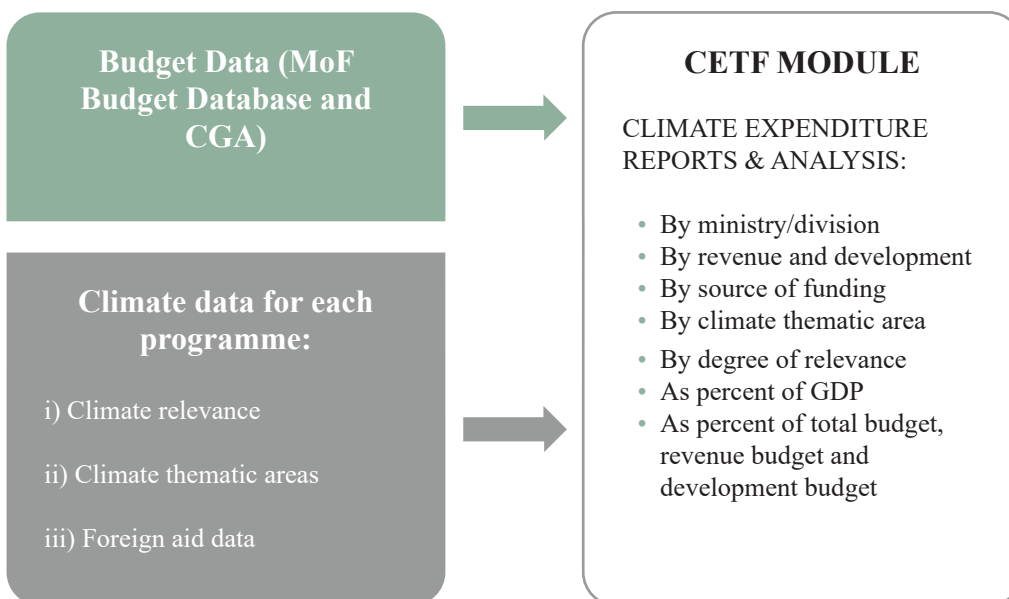 Budget Data (MoF
Budget Database and
CGA)
Climate data for each
programme:
i) Climate relevance
ii) Climate thematic areas
iii) Foreign aid data
CETF MODULE
CLIMATE EXPENDITURE
REPORTS & ANALYSIS:
• By ministry/division
• By revenue and development
• By source of funding
• By climate thematic area
• By degree of relevance
• As percent of GDP
• As percent of total budget,
revenue budget and
development budget